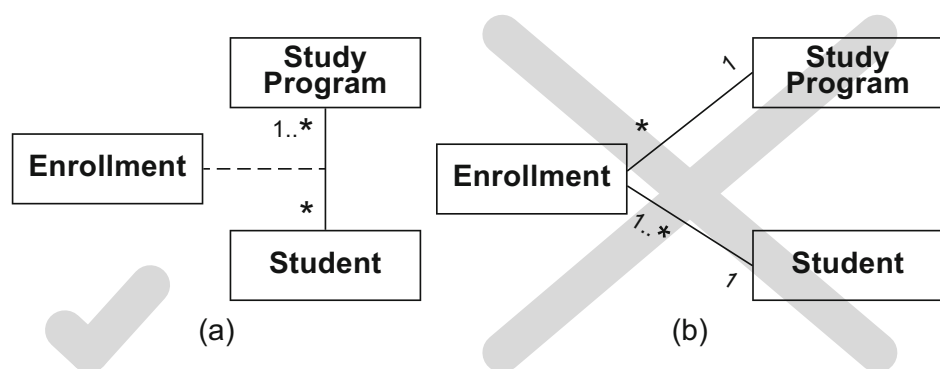 Study
Program
1..*
Enrollment
*
Student
(a)
1
Study
Program
*
Enrollment
1..*
1
Student
(b)